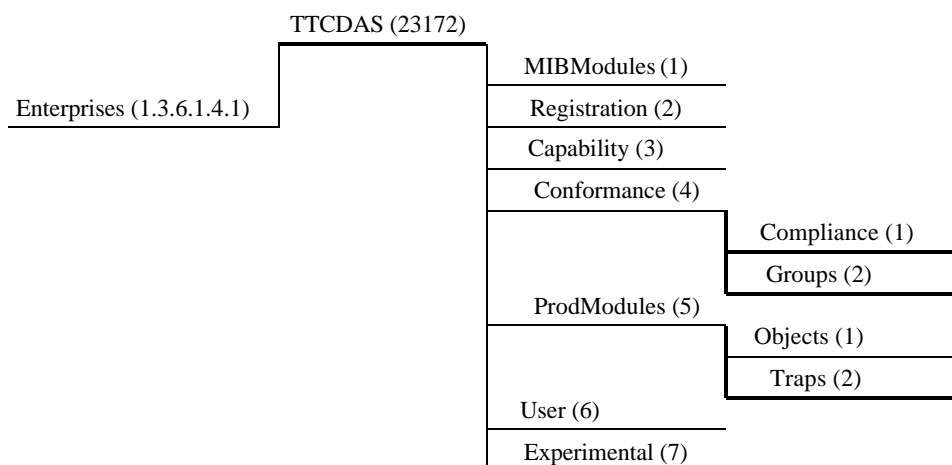 TTCDAS (23172)
MIBModules (1)
Enterprises (1.3.6.1.4.1)
Registration (2)
Capability (3)
Conformance (4)
Compliance (1)
Groups (2)
ProdModules (5)
Objects (1)
Traps (2)
User (6)
Experimental (7)